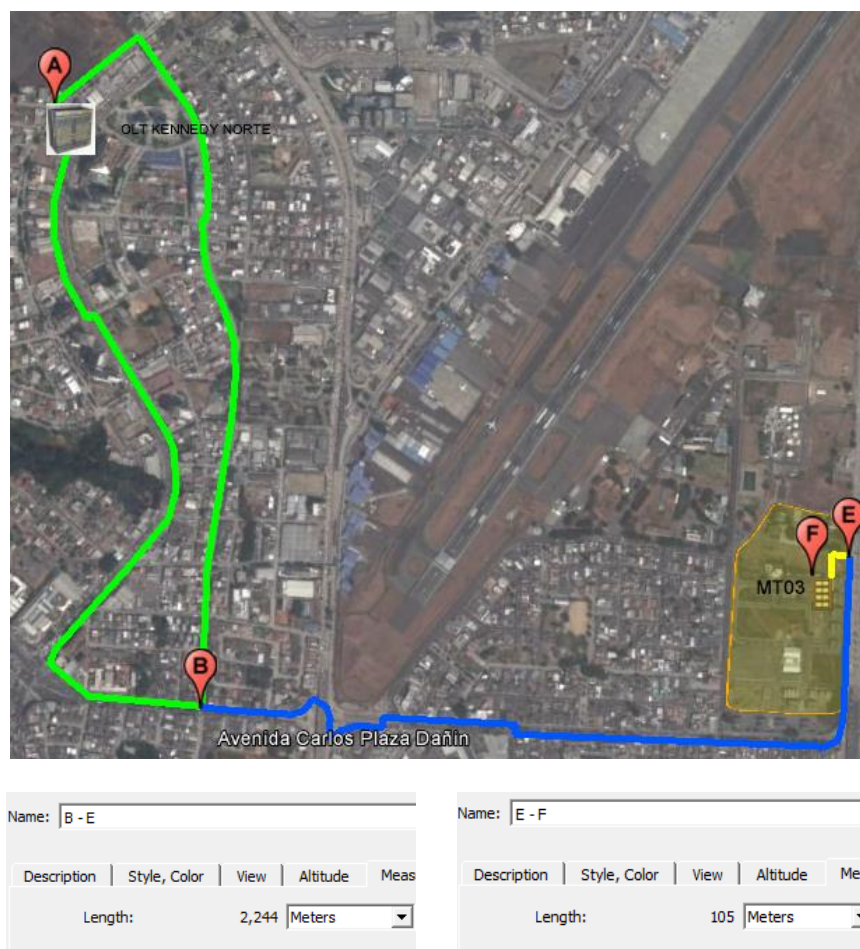 A
OLT KENNEDY NORTE
E
F
MT03
B
Avenida Carlos Plaza Dañin
Name: B - E
Description Style, Color View Altitude Meas
Length: 2,244 Meters
Name: E - F
Description Style, Color View Altitude Me
Length: 105 Meters